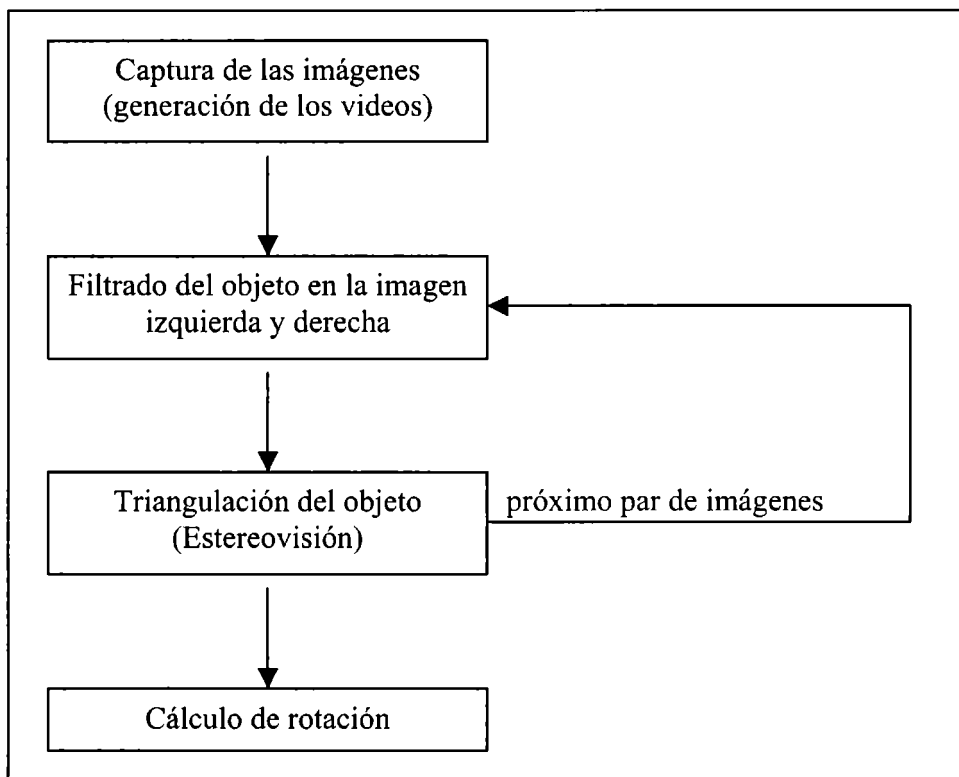 Captura de las imágenes
(generación de los videos)
Filtrado del objeto en la imagen
izquierda y derecha
Triangulación del objeto
(Estereovisión)
próximo par de imágenes
Cálculo de rotación